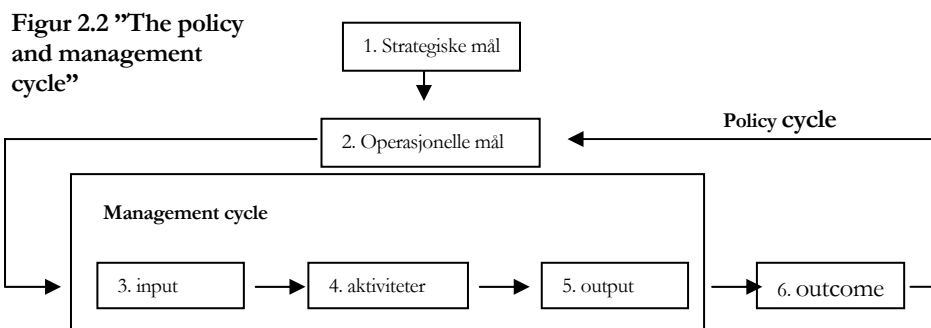 Figur 2.2 ”The policy
and management
cycle”
1. Strategiske mål
2. Operasjonelle mål
Policy cycle
Management cycle
3. input
4. aktiviteter
5. output
6. outcome